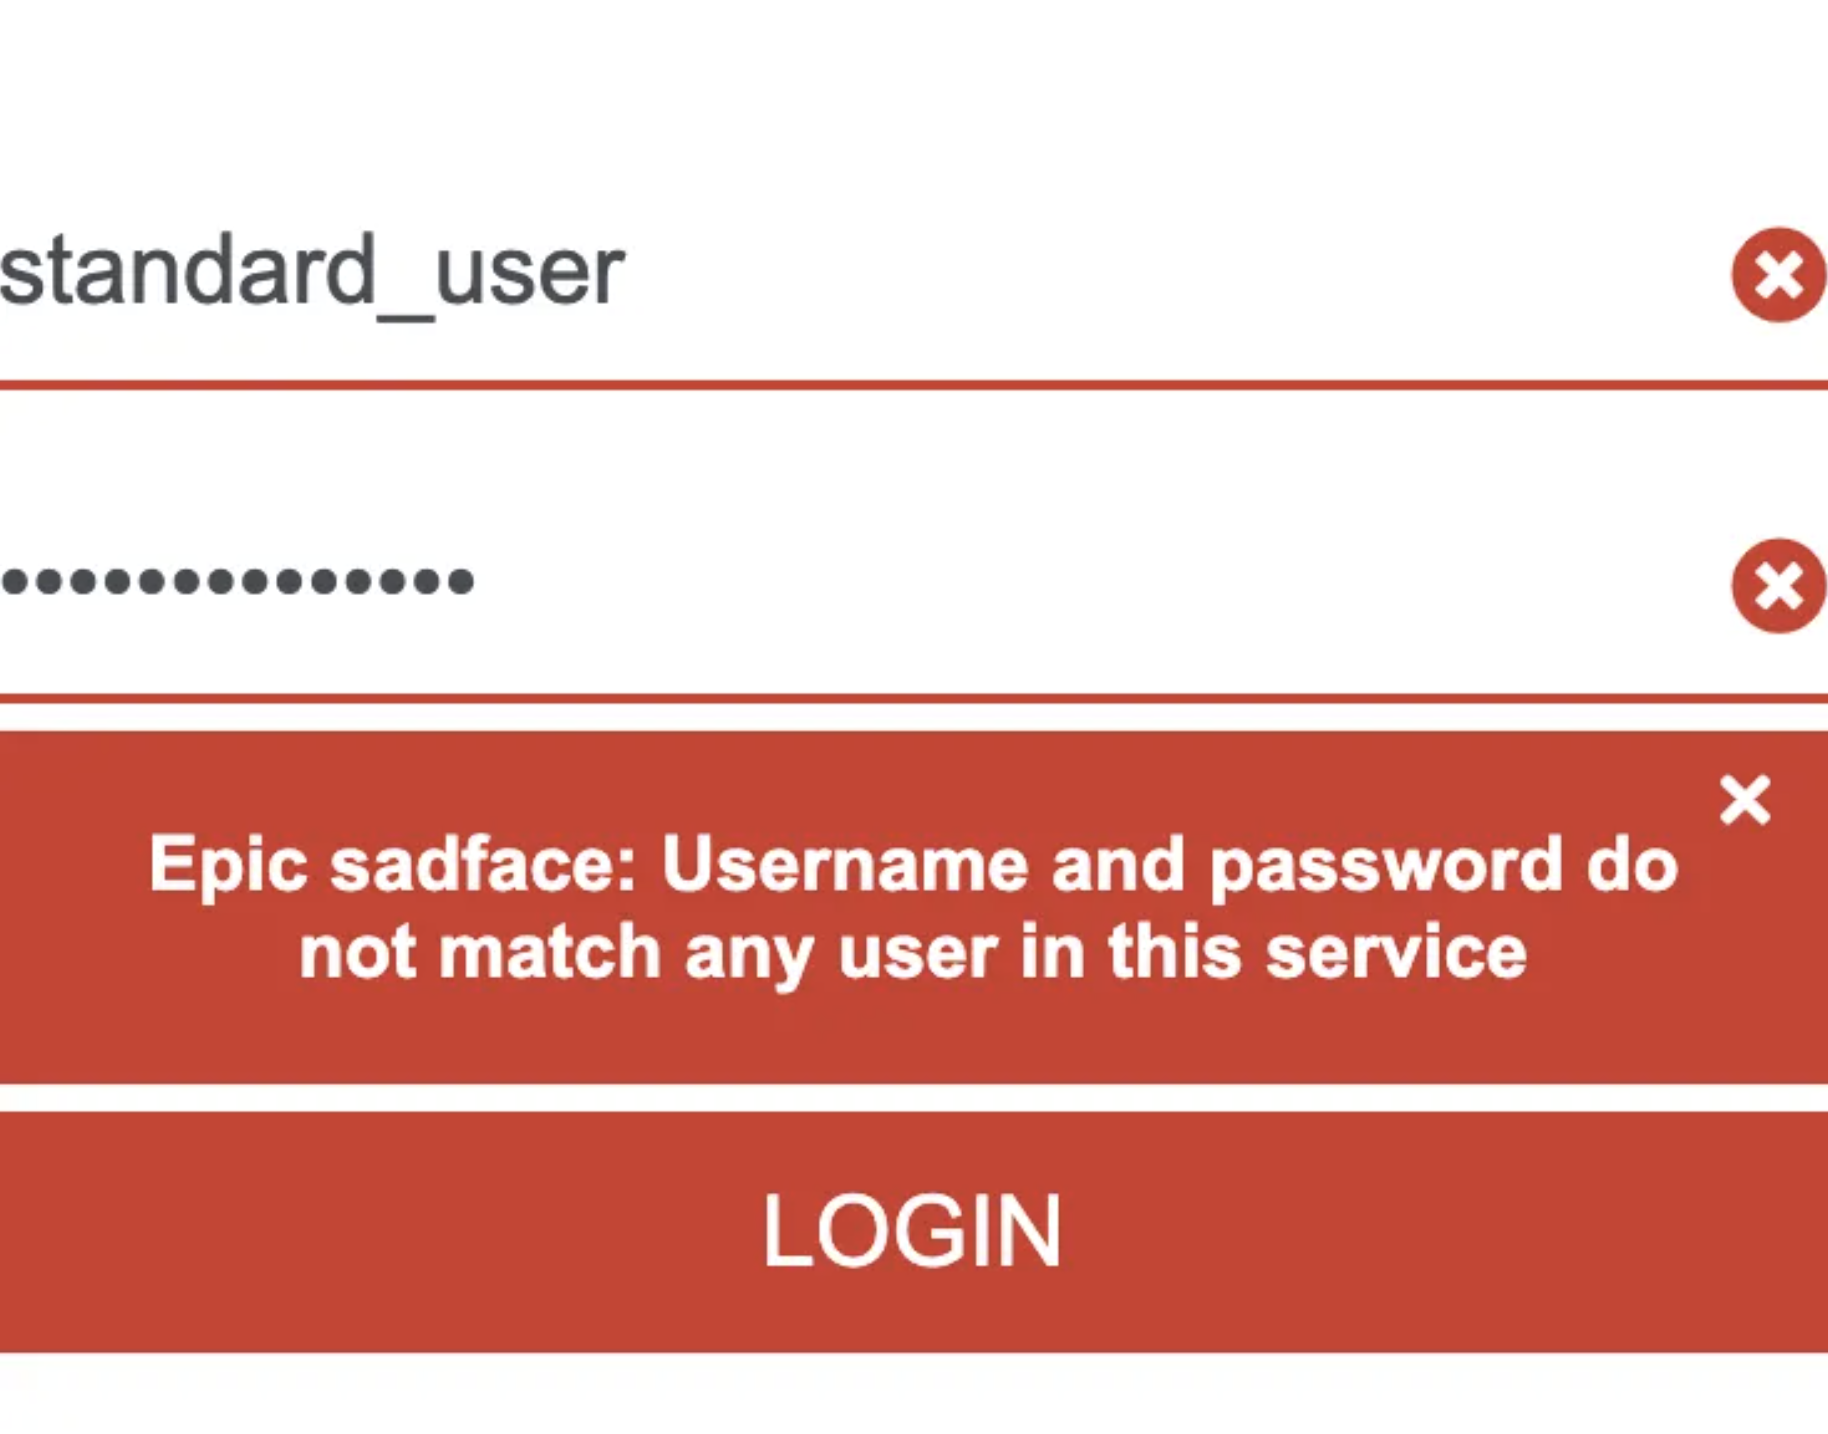 standard_user
••••••••••••••
Epic sadface: Username and password do
not match any user in this service
LOGIN